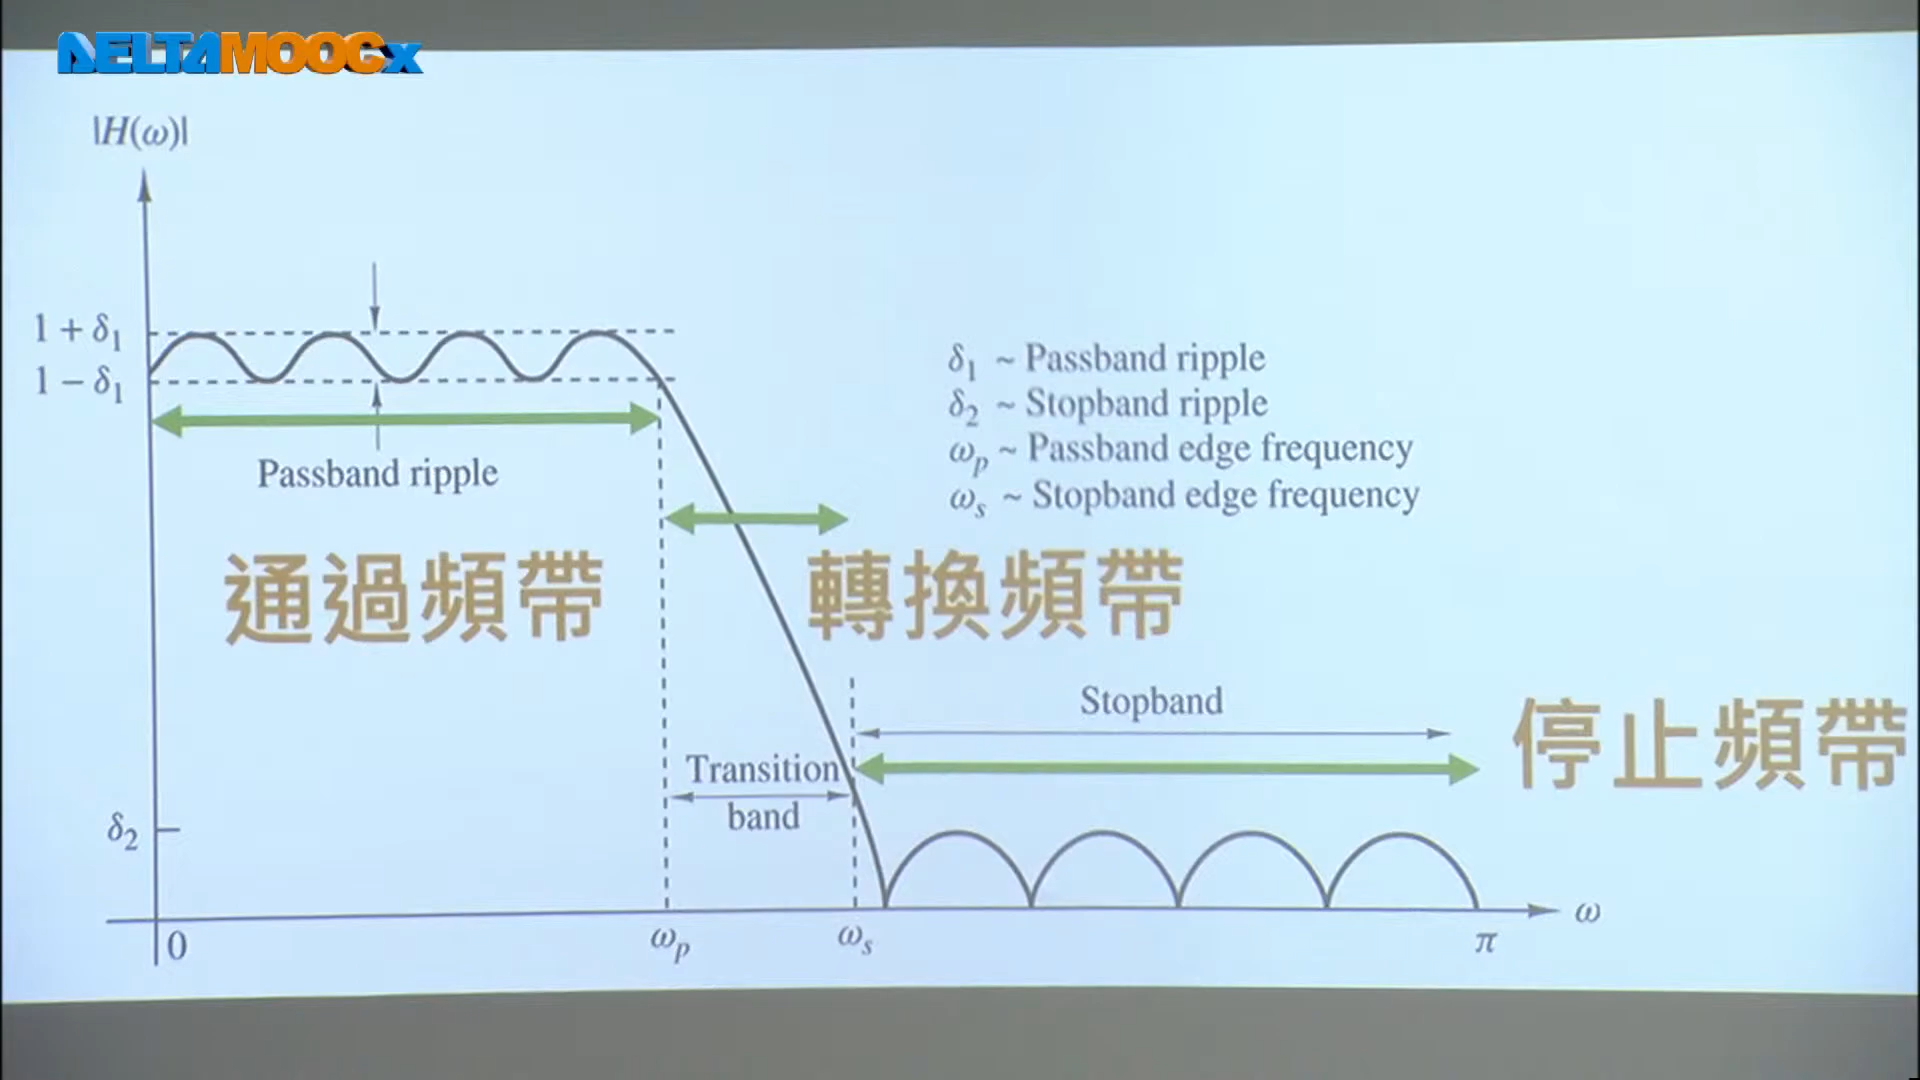 DELTAMOOCx
|H(ω)|
1 + δ₁
1 − δ₁
δ₁ ~ Passband ripple
δ₂ ~ Stopband ripple
ωₚ ~ Passband edge frequency
ωₛ ~ Stopband edge frequency
Passband ripple
通過頻帶
轉換頻帶
Stopband
停止頻帶
Transition
band
δ₂
0
ωₚ
ωₛ
π
ω